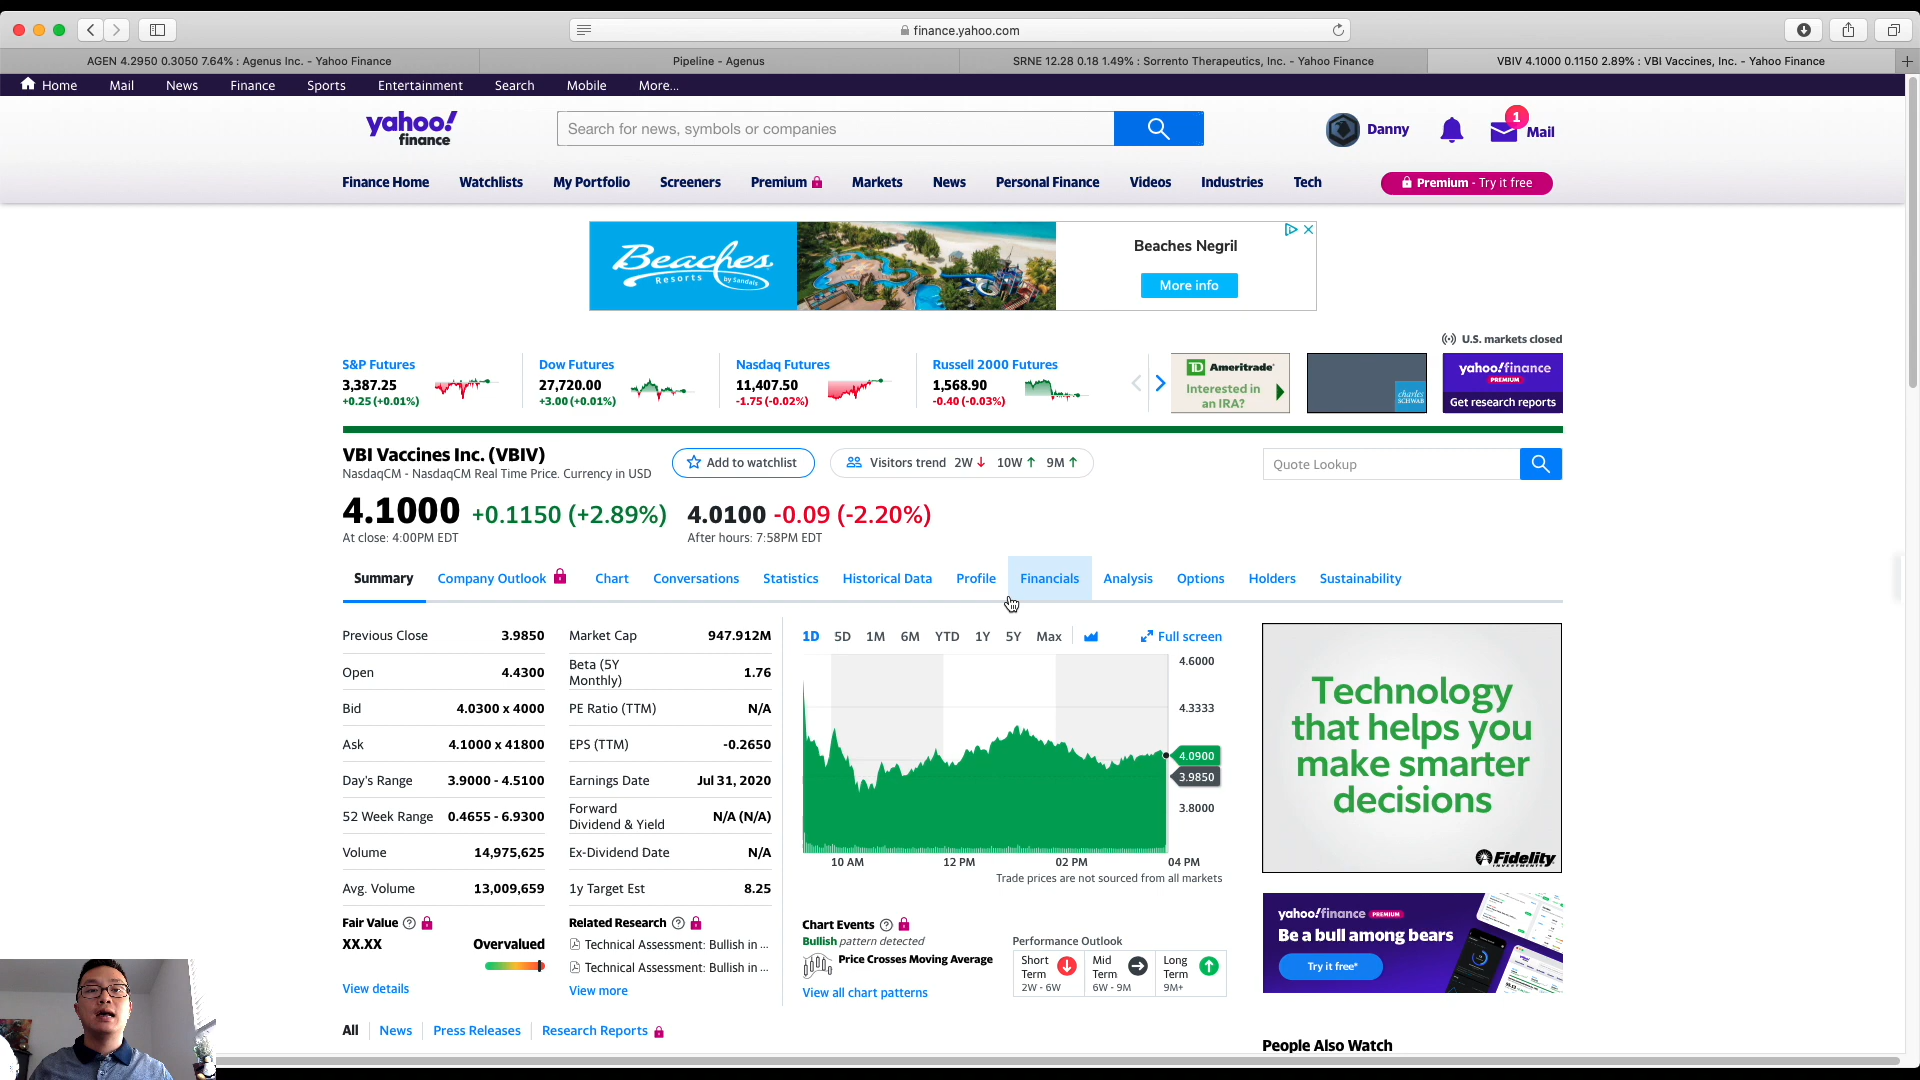 finance.yahoo.com
AGEN 4.2950 0.3050 7.64% : Agenus Inc. - Yahoo Finance
Pipeline - Agenus
SRNE 12.28 0.18 1.49% : Sorrento Therapeutics, Inc. - Yahoo Finance
VBIV 4.1000 0.1150 2.89% : VBI Vaccines, Inc. - Yahoo Finance
Home Mail News Finance Sports Entertainment Search Mobile More...
yahoo!
finance
Search for news, symbols or companies
Danny
1
Mail
Finance Home Watchlists My Portfolio Screeners Premium Markets News Personal Finance Videos Industries Tech
Premium - Try it free
Beaches
Resorts by Sandals
Beaches Negril
More info
U.S. markets closed
S&P Futures
3,387.25
+0.25 (+0.01%)
Dow Futures
27,720.00
+3.00 (+0.01%)
Nasdaq Futures
11,407.50
-1.75 (-0.02%)
Russell 2000 Futures
1,568.90
-0.40 (-0.03%)
TD Ameritrade
Interested in
an IRA?
charles
SCHWAB
yahoo!finance
PREMIUM
Get research reports
VBI Vaccines Inc. (VBIV)
NasdaqCM - NasdaqCM Real Time Price. Currency in USD
Add to watchlist
Visitors trend 2W 10W 9M
Quote Lookup
4.1000 +0.1150 (+2.89%)
At close: 4:00PM EDT
4.0100 -0.09 (-2.20%)
After hours: 7:58PM EDT
Summary Company Outlook Chart Conversations Statistics Historical Data Profile Financials Analysis Options Holders Sustainability
Previous Close 3.9850
Open 4.4300
Bid 4.0300 x 4000
Ask 4.1000 x 41800
Day's Range 3.9000 - 4.5100
52 Week Range 0.4655 - 6.9300
Volume 14,975,625
Avg. Volume 13,009,659
Market Cap 947.912M
Beta (5Y
Monthly) 1.76
PE Ratio (TTM) N/A
EPS (TTM) -0.2650
Earnings Date Jul 31, 2020
Forward
Dividend & Yield N/A (N/A)
Ex-Dividend Date N/A
1y Target Est 8.25
1D 5D 1M 6M YTD 1Y 5Y Max
Full screen
4.6000
4.3333
4.0900
3.9850
3.8000
10 AM 12 PM 02 PM 04 PM
Trade prices are not sourced from all markets
Fair Value
XX.XX Overvalued
View details
Related Research
Technical Assessment: Bullish in ...
Technical Assessment: Bullish in ...
View more
Chart Events
Bullish pattern detected
Price Crosses Moving Average
View all chart patterns
Performance Outlook
Short
Term
2W - 6W
Mid
Term
6W - 9M
Long
Term
9M+
Technology
that helps you
make smarter
decisions
Fidelity
INVESTMENTS
yahoo!finance PREMIUM
Be a bull among bears
Try it free*
All News Press Releases Research Reports
People Also Watch